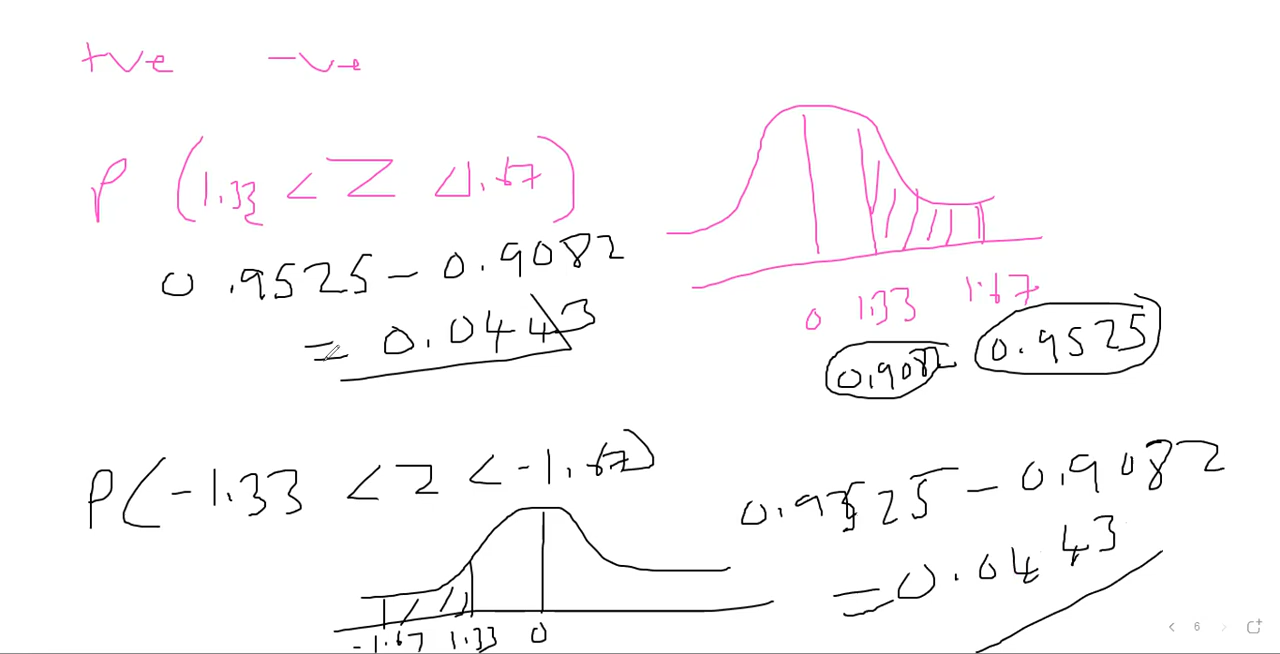 +ve -ve
P (1.33 < Z < 1.67)
0.9525 - 0.9082
= 0.0443
0 1.33 1.67
0.9082 0.9525
P(-1.33 < Z < -1.67)
0.9525 - 0.9082
= 0.0443
-1.67 1.33 0
6